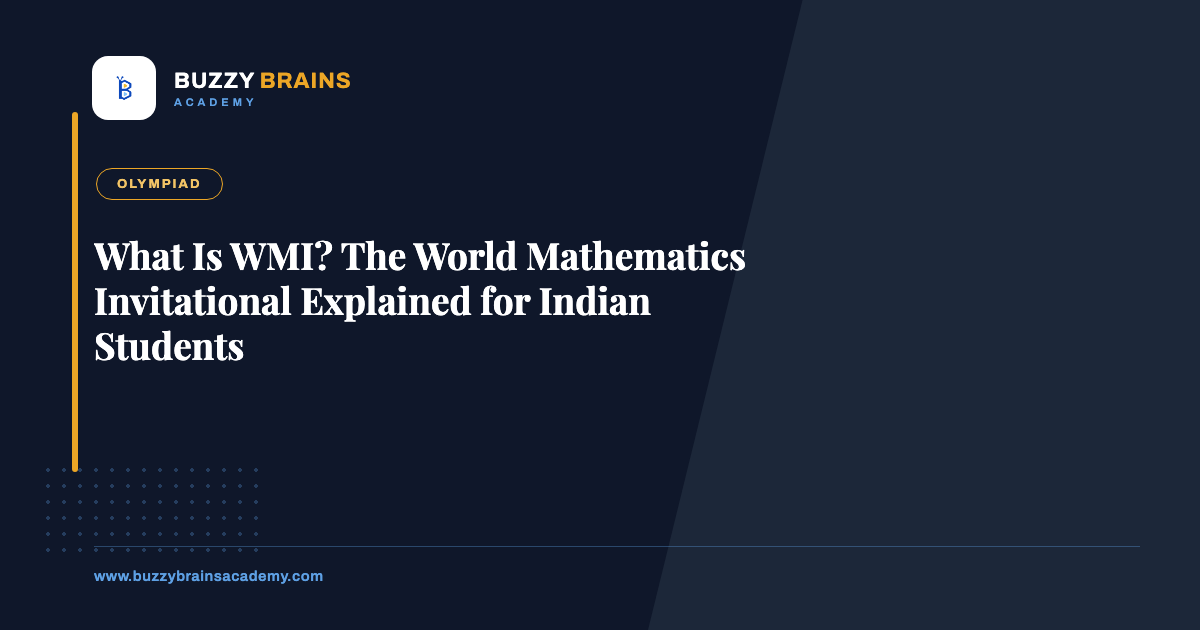 BUZZY BRAINS
ACADEMY
OLYMPIAD
What Is WMI? The World Mathematics
Invitational Explained for Indian
Students
www.buzzybrainsacademy.com